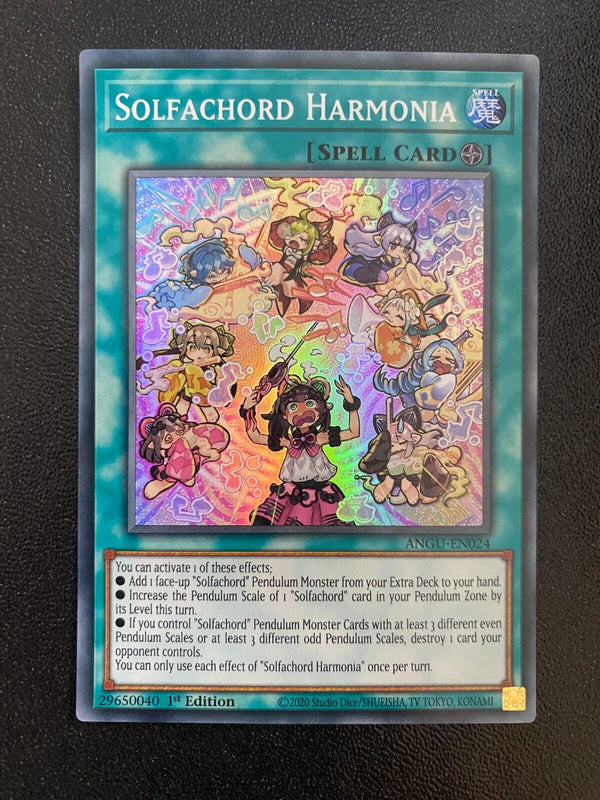 SOLFACHORD HARMONIA
SPELL
魔
[SPELL CARD]
ANGU-EN024
You can activate 1 of these effects;
● Add 1 face-up "Solfachord" Pendulum Monster from your Extra Deck to your hand.
● Increase the Pendulum Scale of 1 "Solfachord" card in your Pendulum Zone by
its Level this turn.
● If you control "Solfachord" Pendulum Monster Cards with at least 3 different even
Pendulum Scales or at least 3 different odd Pendulum Scales, destroy 1 card your
opponent controls.
You can only use each effect of "Solfachord Harmonia" once per turn.
29650040 1st Edition ©2020 Studio Dice/SHUEISHA, TV TOKYO, KONAMI